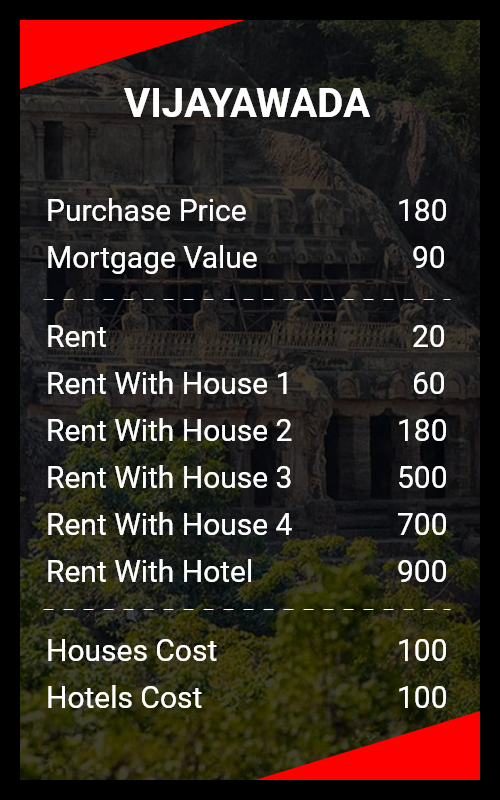 VIJAYAWADA
Purchase Price 180
Mortgage Value 90
Rent 20
Rent With House 1 60
Rent With House 2 180
Rent With House 3 500
Rent With House 4 700
Rent With Hotel 900
Houses Cost 100
Hotels Cost 100